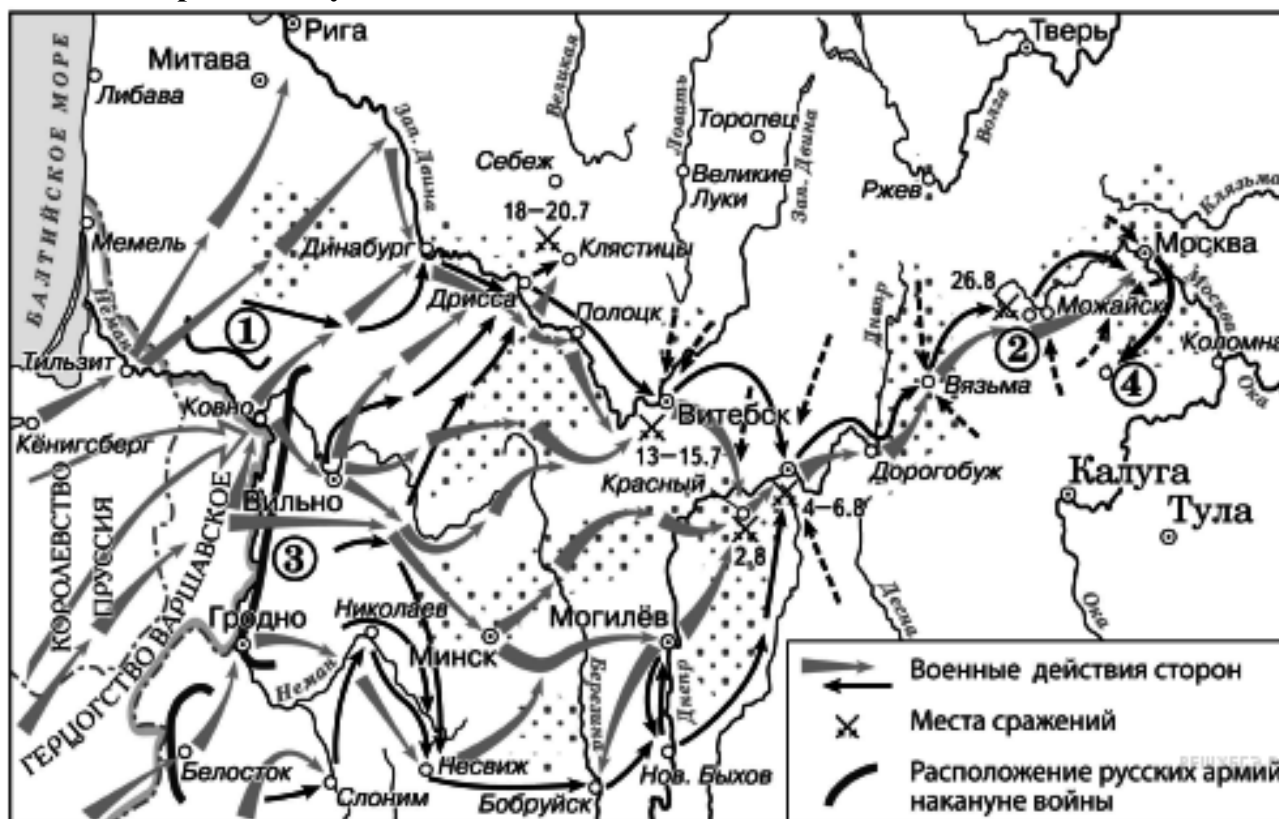 БАЛТИЙСКОЕ МОРЕ
Рига
Митава
Либава
Зап. Двина
Великая
Ловать
Торопец
Зап. Двина
Тверь
Волга
Ржев
Себеж
Великие
Луки
18–20.7
Клястицы
Клязьма
Москва
Москва
Мемель
Динабург
Дрисса
Полоцк
26.8
Можайск
Днепр
Неман
1
2
4
Коломна
Ока
Тильзит
Ковно
Витебск
Вязьма
Кёнигсберг
13–15.7
Дорогобуж
Вильно
Красный
4–6.8
Калуга
Тула
2.8
КОРОЛЕВСТВО
ПРУССИЯ
ГЕРЦОГСТВО ВАРШАВСКОЕ
3
Гродно
Николаев
Минск
Могилёв
Десна
Ока
Неман
Березина
Днепр
Белосток
Слоним
Несвиж
Бобруйск
Нов. Быхов
Военные действия сторон
Места сражений
Расположение русских армий
накануне войны